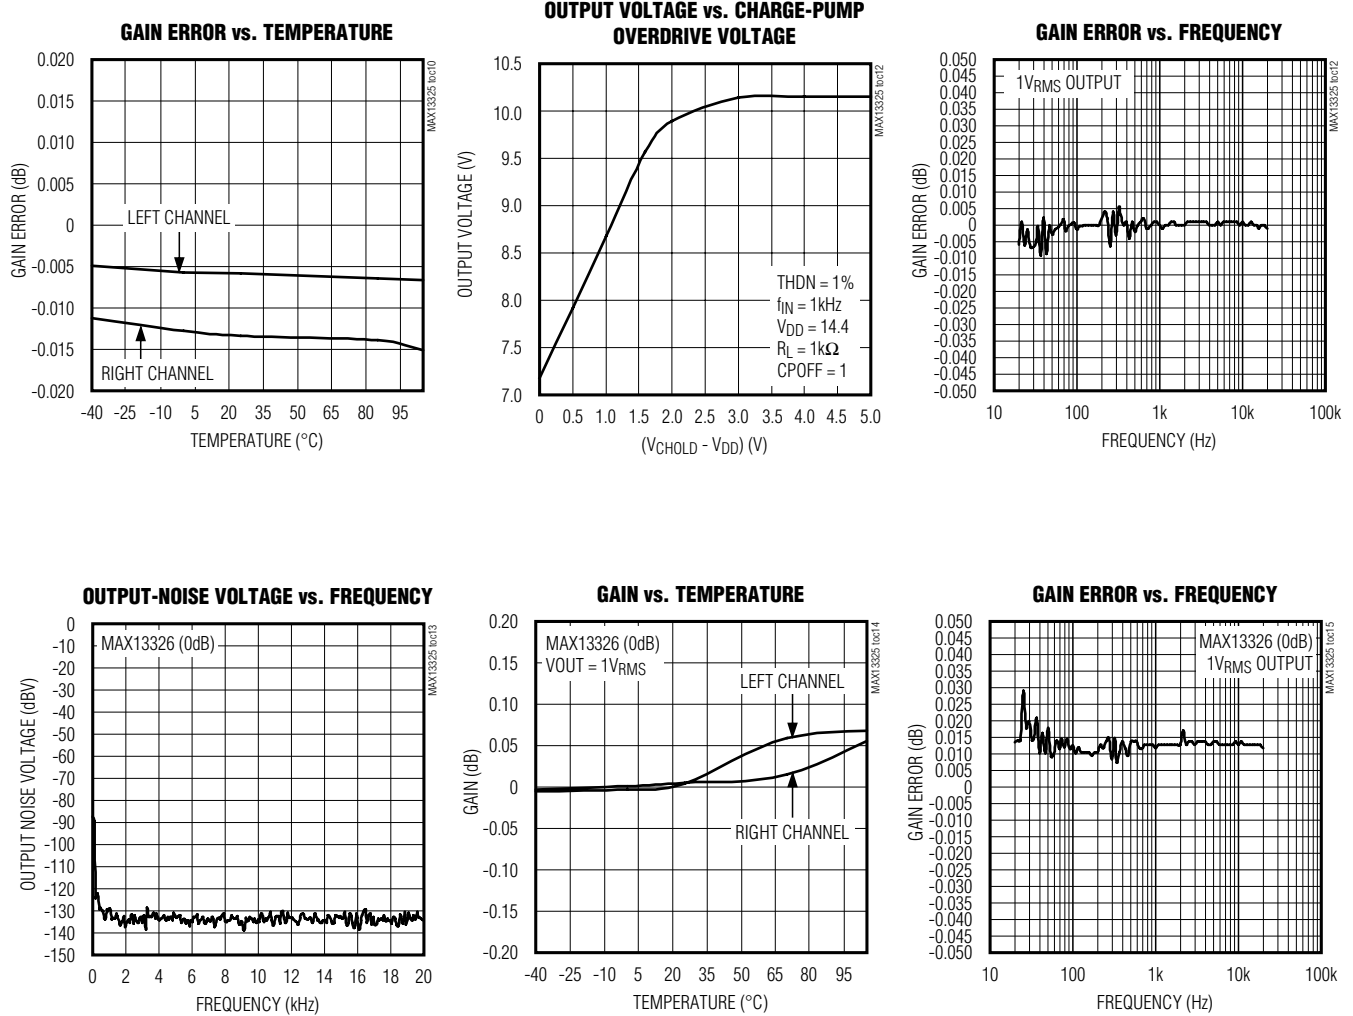 GAIN ERROR vs. TEMPERATURE
MAX13325 toc10
GAIN ERROR (dB)
0.020
0.015
0.010
0.005
0
-0.005
-0.010
-0.015
-0.020
LEFT CHANNEL
RIGHT CHANNEL
-40 -25 -10 5 20 35 50 65 80 95
TEMPERATURE (°C)
OUTPUT VOLTAGE vs. CHARGE-PUMP
OVERDRIVE VOLTAGE
MAX13325 toc12
OUTPUT VOLTAGE (V)
10.5
10.0
9.5
9.0
8.5
8.0
7.5
7.0
THDN = 1%
fIN = 1kHz
VDD = 14.4
RL = 1kΩ
CPOFF = 1
0 0.5 1.0 1.5 2.0 2.5 3.0 3.5 4.0 4.5 5.0
(VCHOLD - VDD) (V)
GAIN ERROR vs. FREQUENCY
MAX13325 toc12
GAIN ERROR (dB)
0.050
0.045
0.040
0.035
0.030
0.025
0.020
0.015
0.010
0.005
0
-0.005
-0.010
-0.015
-0.020
-0.025
-0.030
-0.035
-0.040
-0.045
-0.050
1VRMS OUTPUT
10 100 1k 10k 100k
FREQUENCY (Hz)
OUTPUT-NOISE VOLTAGE vs. FREQUENCY
MAX13325 toc13
OUTPUT NOISE VOLTAGE (dBV)
0
-10
-20
-30
-40
-50
-60
-70
-80
-90
-100
-110
-120
-130
-140
-150
MAX13326 (0dB)
0 2 4 6 8 10 12 14 16 18 20
FREQUENCY (kHz)
GAIN vs. TEMPERATURE
MAX13325 toc14
GAIN (dB)
0.20
0.15
0.10
0.05
0
-0.05
-0.10
-0.15
-0.20
MAX13326 (0dB)
VOUT = 1VRMS
LEFT CHANNEL
RIGHT CHANNEL
-40 -25 -10 5 20 35 50 65 80 95
TEMPERATURE (°C)
GAIN ERROR vs. FREQUENCY
MAX13325 toc15
GAIN ERROR (dB)
0.050
0.045
0.040
0.035
0.030
0.025
0.020
0.015
0.010
0.005
0
-0.005
-0.010
-0.015
-0.020
-0.025
-0.030
-0.035
-0.040
-0.045
-0.050
MAX13326 (0dB)
1VRMS OUTPUT
10 100 1k 10k 100k
FREQUENCY (Hz)